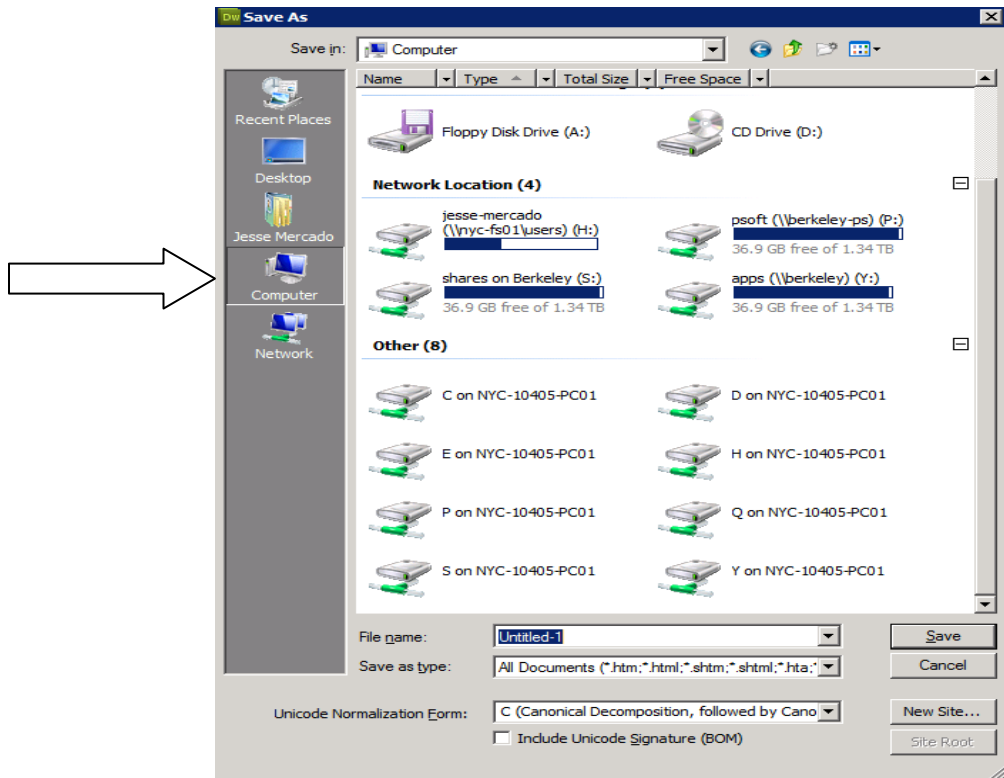 Dw Save As
Save in:
Computer
Name Type Total Size Free Space
Recent Places
Desktop
Jesse Mercado
Computer
Network
Floppy Disk Drive (A:)
CD Drive (D:)
Network Location (4)
jesse-mercado
(\\nyc-fs01\users) (H:)
psoft (\\berkeley-ps) (P:)
36.9 GB free of 1.34 TB
shares on Berkeley (S:)
36.9 GB free of 1.34 TB
apps (\\berkeley) (Y:)
36.9 GB free of 1.34 TB
Other (8)
C on NYC-10405-PC01
D on NYC-10405-PC01
E on NYC-10405-PC01
H on NYC-10405-PC01
P on NYC-10405-PC01
Q on NYC-10405-PC01
S on NYC-10405-PC01
Y on NYC-10405-PC01
File name:
Untitled-1
Save
Save as type:
All Documents (*.htm;*.html;*.shtm;*.shtml;*.hta;*
Cancel
Unicode Normalization Form:
C (Canonical Decomposition, followed by Cano
New Site...
Include Unicode Signature (BOM)
Site Root